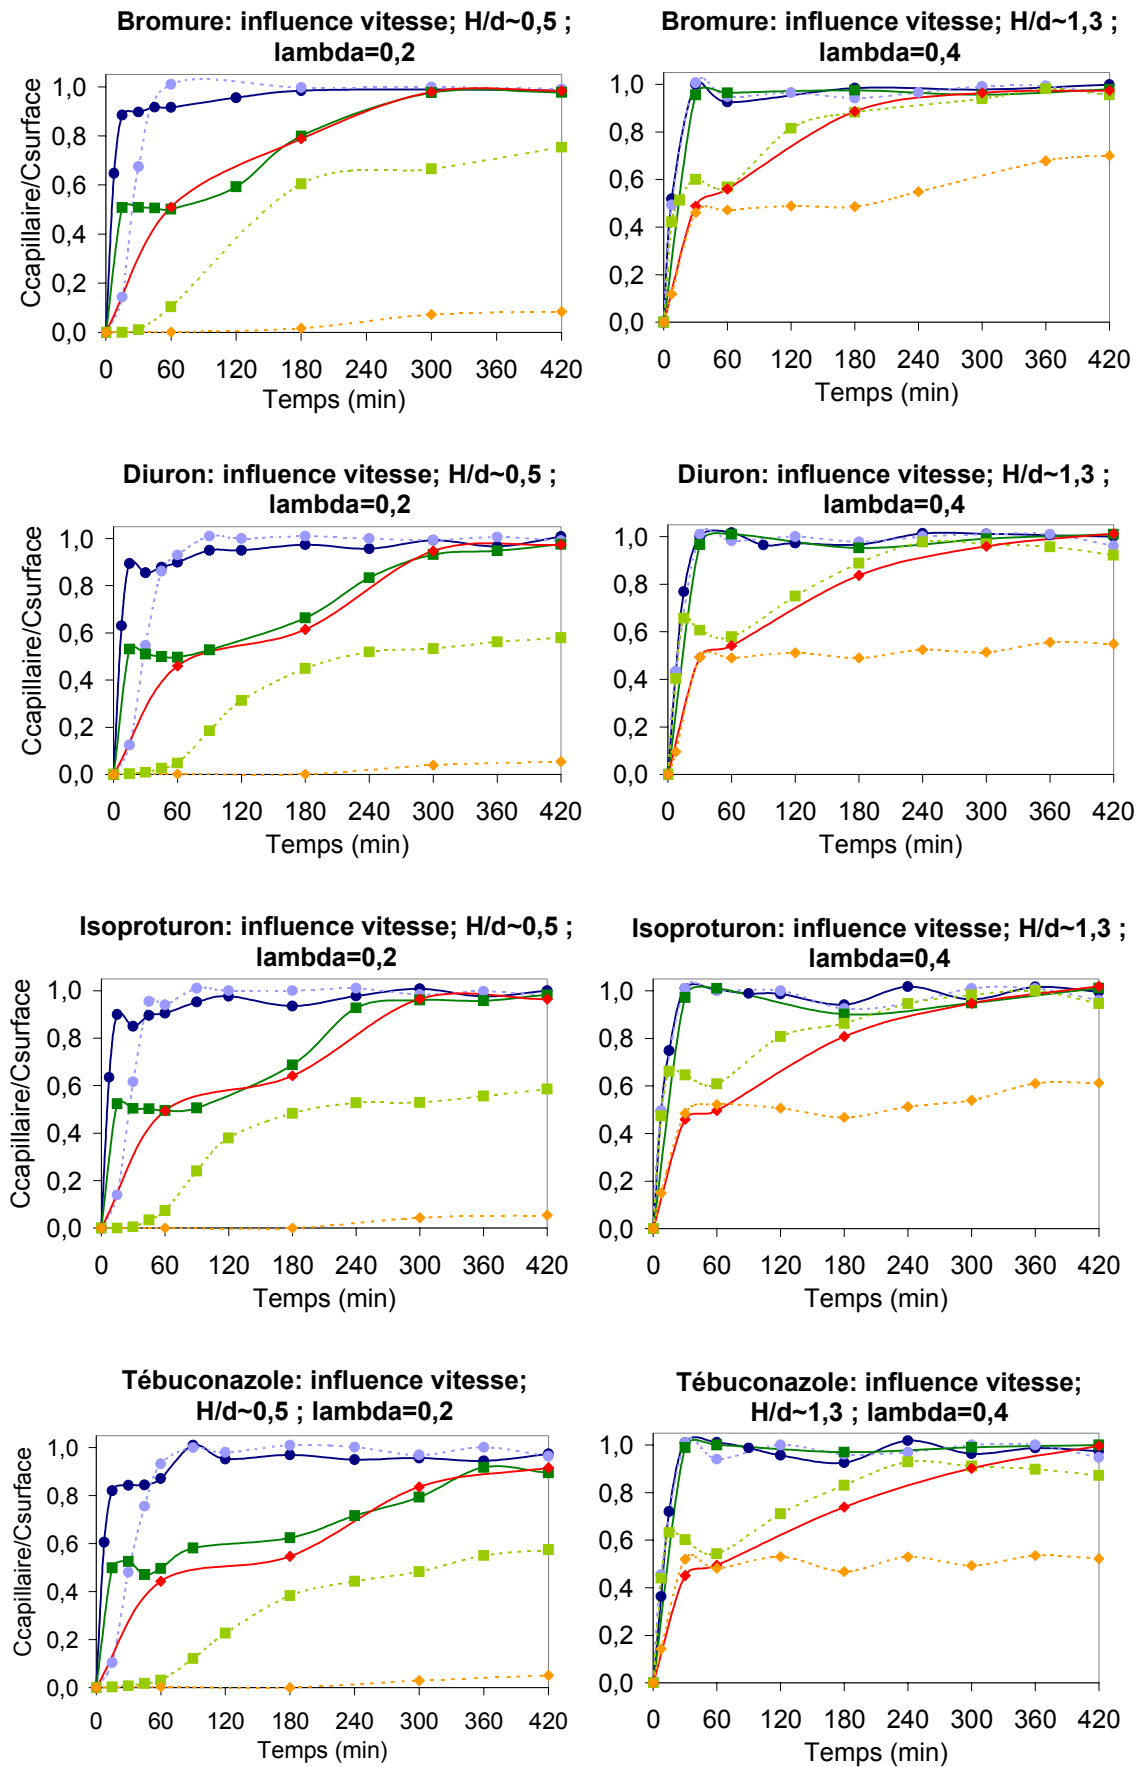 Bromure: influence vitesse; H/d~0,5 ;
lambda=0,2
Ccapillaire/Csurface
1,0
0,8
0,6
0,4
0,2
0,0
0 60 120 180 240 300 360 420
Temps (min)
Bromure: influence vitesse; H/d~1,3 ;
lambda=0,4
1,0
0,8
0,6
0,4
0,2
0,0
0 60 120 180 240 300 360 420
Temps (min)
Diuron: influence vitesse; H/d~0,5 ;
lambda=0,2
Ccapillaire/Csurface
1,0
0,8
0,6
0,4
0,2
0,0
0 60 120 180 240 300 360 420
Temps (min)
Diuron: influence vitesse; H/d~1,3 ;
lambda=0,4
1,0
0,8
0,6
0,4
0,2
0,0
0 60 120 180 240 300 360 420
Temps (min)
Isoproturon: influence vitesse; H/d~0,5 ;
lambda=0,2
Ccapillaire/Csurface
1,0
0,8
0,6
0,4
0,2
0,0
0 60 120 180 240 300 360 420
Temps (min)
Isoproturon: influence vitesse; H/d~1,3 ;
lambda=0,4
1,0
0,8
0,6
0,4
0,2
0,0
0 60 120 180 240 300 360 420
Temps (min)
Tébuconazole: influence vitesse;
H/d~0,5 ; lambda=0,2
Ccapillaire/Csurface
1,0
0,8
0,6
0,4
0,2
0,0
0 60 120 180 240 300 360 420
Temps (min)
Tébuconazole: influence vitesse;
H/d~1,3 ; lambda=0,4
1,0
0,8
0,6
0,4
0,2
0,0
0 60 120 180 240 300 360 420
Temps (min)